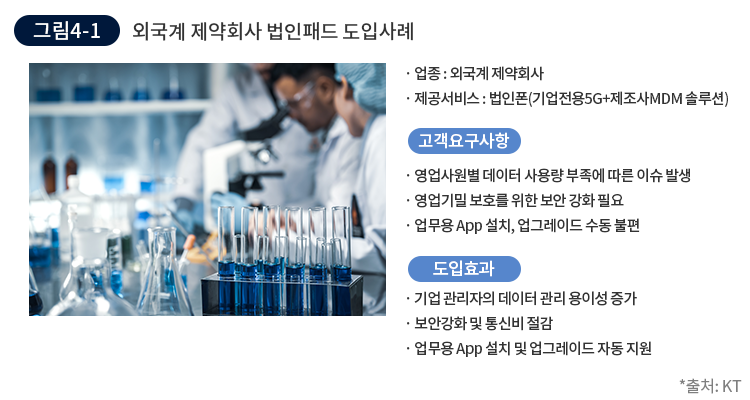 그림4-1 외국계 제약회사 법인패드 도입사례
· 업종 : 외국계 제약회사
· 제공서비스 : 법인폰(기업전용5G+제조사MDM 솔루션)
고객요구사항
· 영업사원별 데이터 사용량 부족에 따른 이슈 발생
· 영업기밀 보호를 위한 보안 강화 필요
· 업무용 App 설치, 업그레이드 수동 불편
도입효과
· 기업 관리자의 데이터 관리 용이성 증가
· 보안강화 및 통신비 절감
· 업무용 App 설치 및 업그레이드 자동 지원
*출처: KT